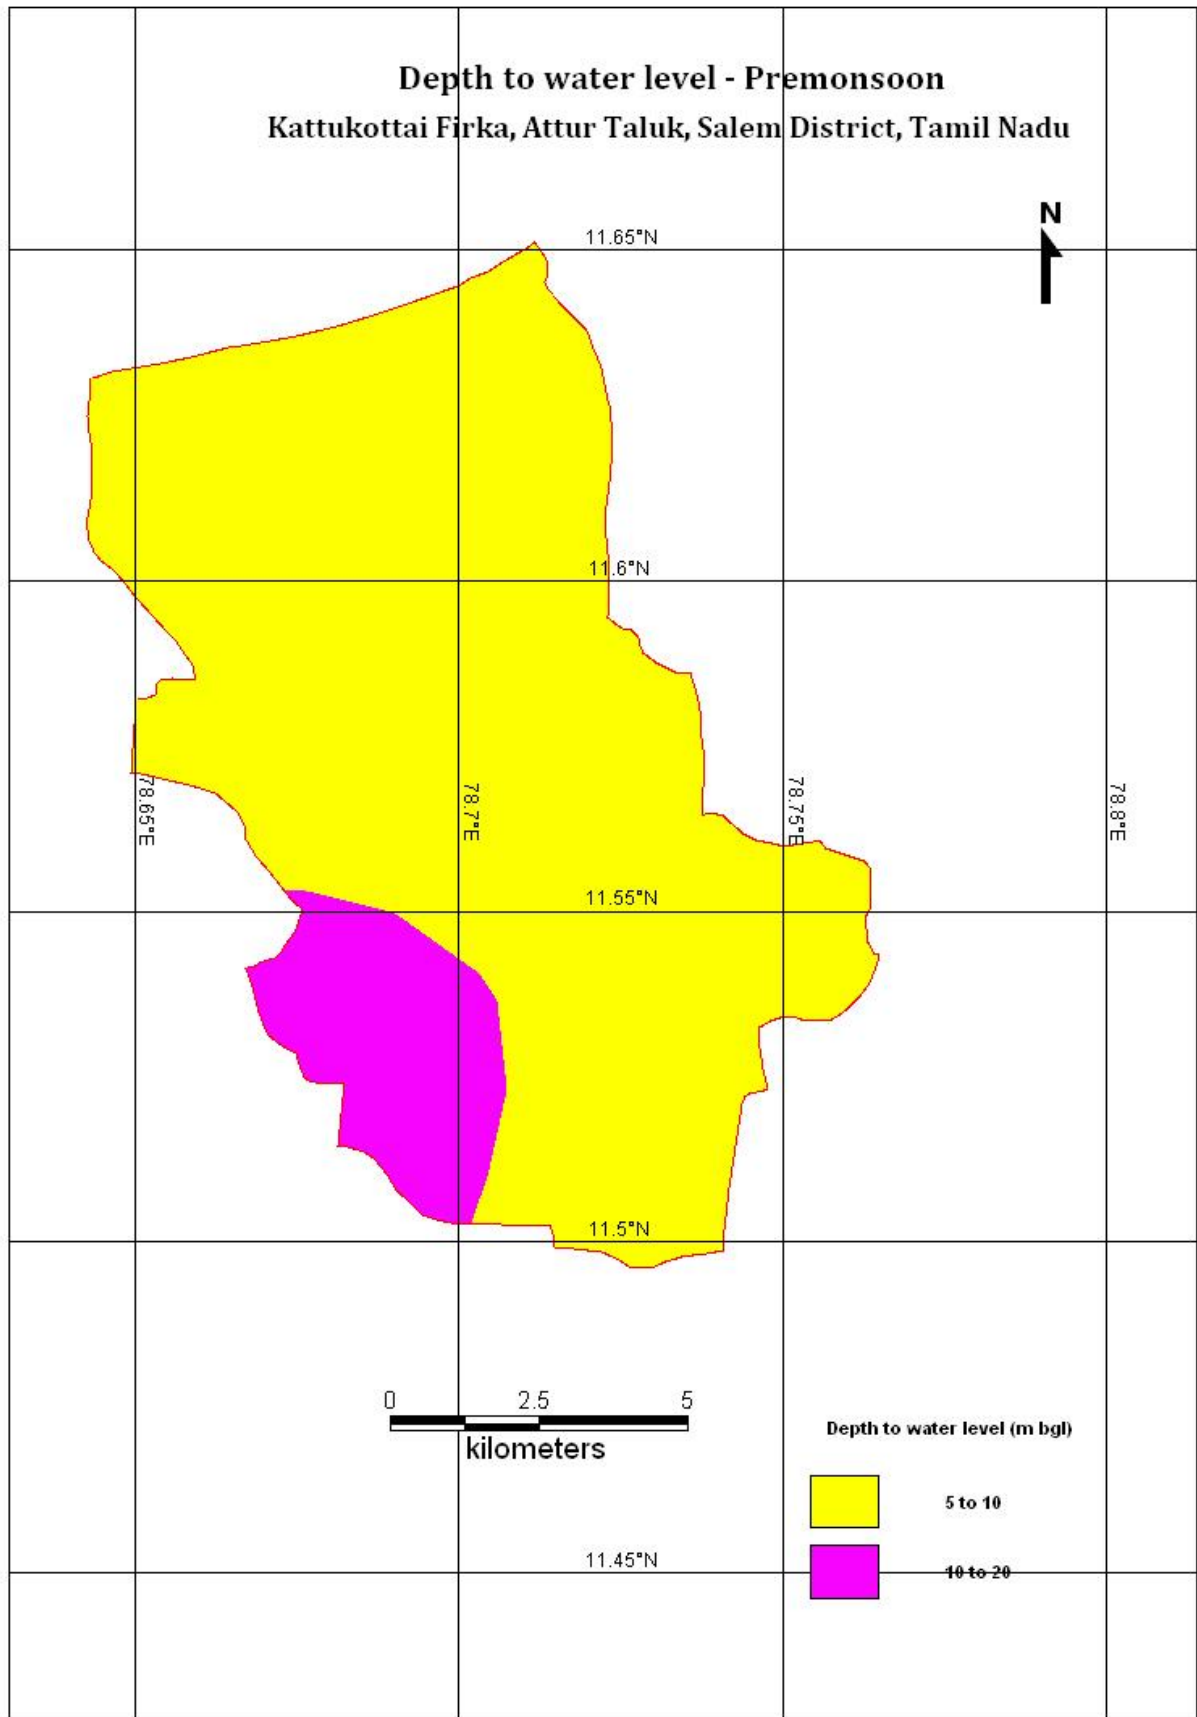 Depth to water level - Premonsoon
Kattukottai Firka, Attur Taluk, Salem District, Tamil Nadu
N
11.65°N
11.6°N
78.65°E
78.7°E
78.75°E
78.8°E
11.55°N
11.5°N
0 2.5 5
kilometers
Depth to water level (m bgl)
5 to 10
11.45°N
10 to 20